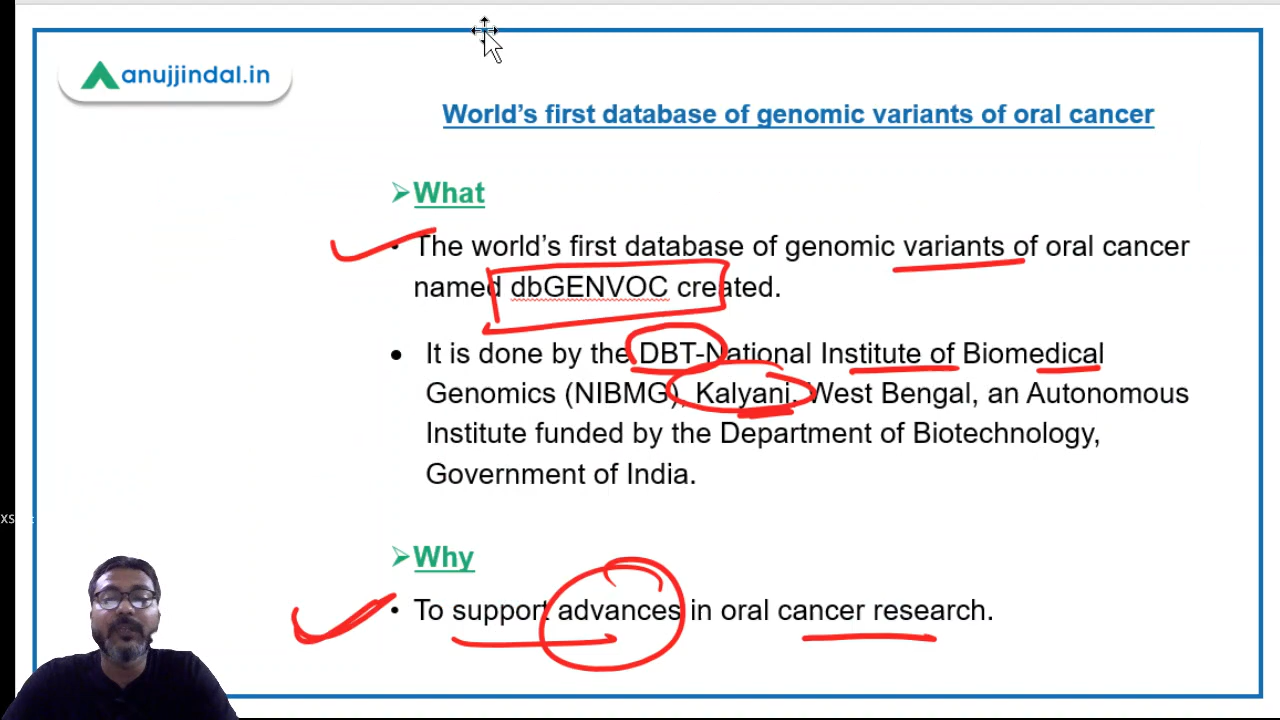 anujjindal.in
World’s first database of genomic variants of oral cancer
What
• The world’s first database of genomic variants of oral cancer
named dbGENVOC created.
• It is done by the DBT-National Institute of Biomedical
Genomics (NIBMG), Kalyani, West Bengal, an Autonomous
Institute funded by the Department of Biotechnology,
Government of India.
Why
• To support advances in oral cancer research.